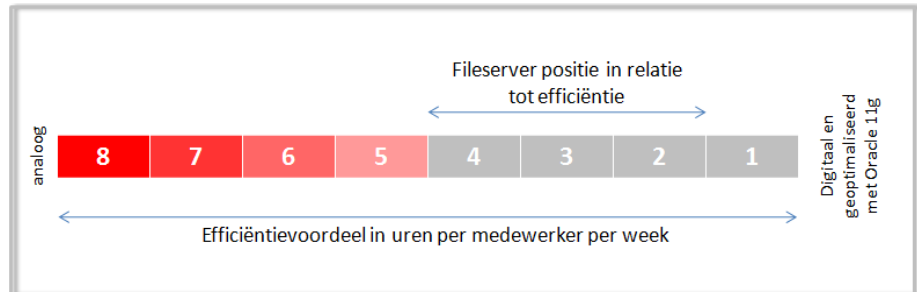 Fileserver positie in relatie
tot efficiëntie
analoog
8 7 6 5 4 3 2 1
Digitaal en
geoptimaliseerd
met Oracle 11g
Efficiëntievoordeel in uren per medewerker per week